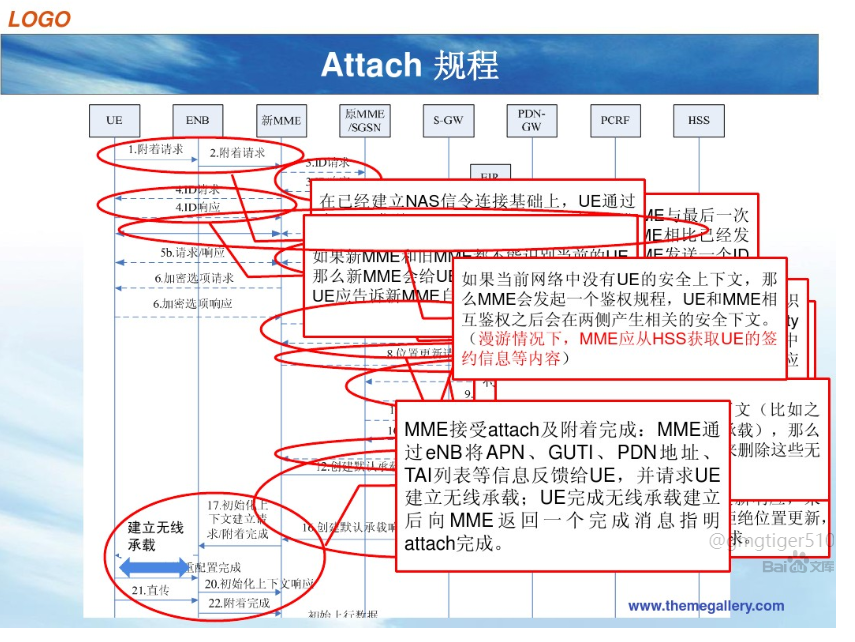 LOGO
Attach 规程
UE
ENB
新MME
原MME
/SGSN
S-GW
PDN-
GW
PCRF
HSS
EIR
1.附着请求
2.附着请求
3.ID请求
4.ID请求
4.ID响应
5b.请求/响应
6.加密选项请求
6.加密选项响应
8.位置更新请
9.
12.创建默认承载
16.创建默认承载响
17.初始化上
下文建立请
求/附着完成
建立无线
承载
重配置完成
20.初始化上下文响应
21.直传
22.附着完成
初始上行数据
在已经建立NAS信令连接基础上，UE通过
ME与最后一次
ME相比已经发
ME发送一个ID
如果新MME和旧MME都不能识别当前的UE
那么新MME会给UE
UE应告诉新MME自
如果当前网络中没有UE的安全上下文，那
么MME会发起一个鉴权规程，UE和MME相
互鉴权之后会在两侧产生相关的安全下文。
（漫游情况下，MME应从HSS获取UE的签
约信息等内容）
识
ty
中
应
文（比如之
承载），那么
来删除这些无
拒绝位置更新，
求。
MME接受attach及附着完成：MME通
过eNB将APN、GUTI、PDN地址、
TAI列表等信息反馈给UE，并请求UE
建立无线承载；UE完成无线承载建立
后向MME返回一个完成消息指明
attach完成。
@gingtiger510
Bai文库
www.themegallery.com